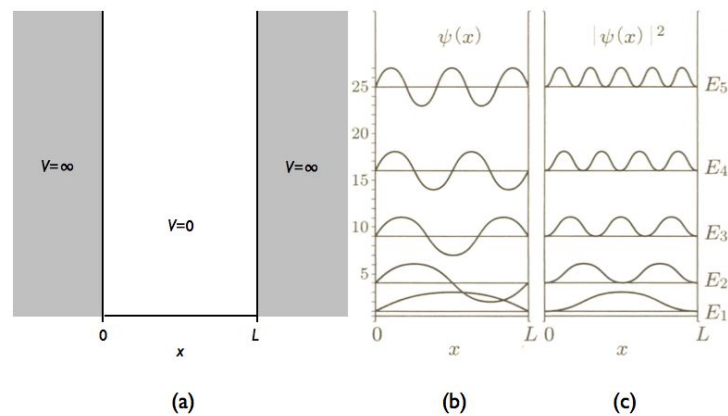 V=∞
V=0
V=∞
0
L
x
(a)
ψ(x)
25
20
15
10
5
0
L
x
(b)
|ψ(x)|²
E₅
E₄
E₃
E₂
E₁
0
L
x
(c)